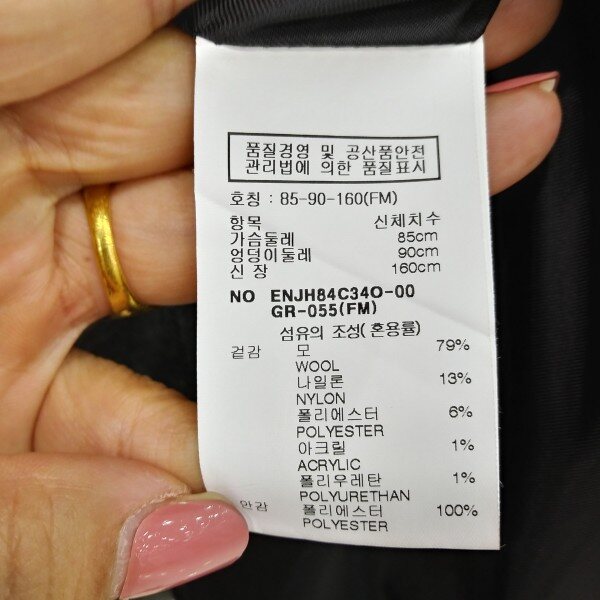 품질경영 및 공산품안전
관리법에 의한 품질표시
호칭 : 85-90-160(FM)
항목 신체치수
가슴둘레 85cm
엉덩이둘레 90cm
신 장 160cm
NO ENJH84C34O-00
GR-055(FM)
섬유의 조성(혼용률)
겉감 모 79%
WOOL
나일론 13%
NYLON
폴리에스터 6%
POLYESTER
아크릴 1%
ACRYLIC
폴리우레탄 1%
POLYURETHAN
안감 폴리에스터 100%
POLYESTER